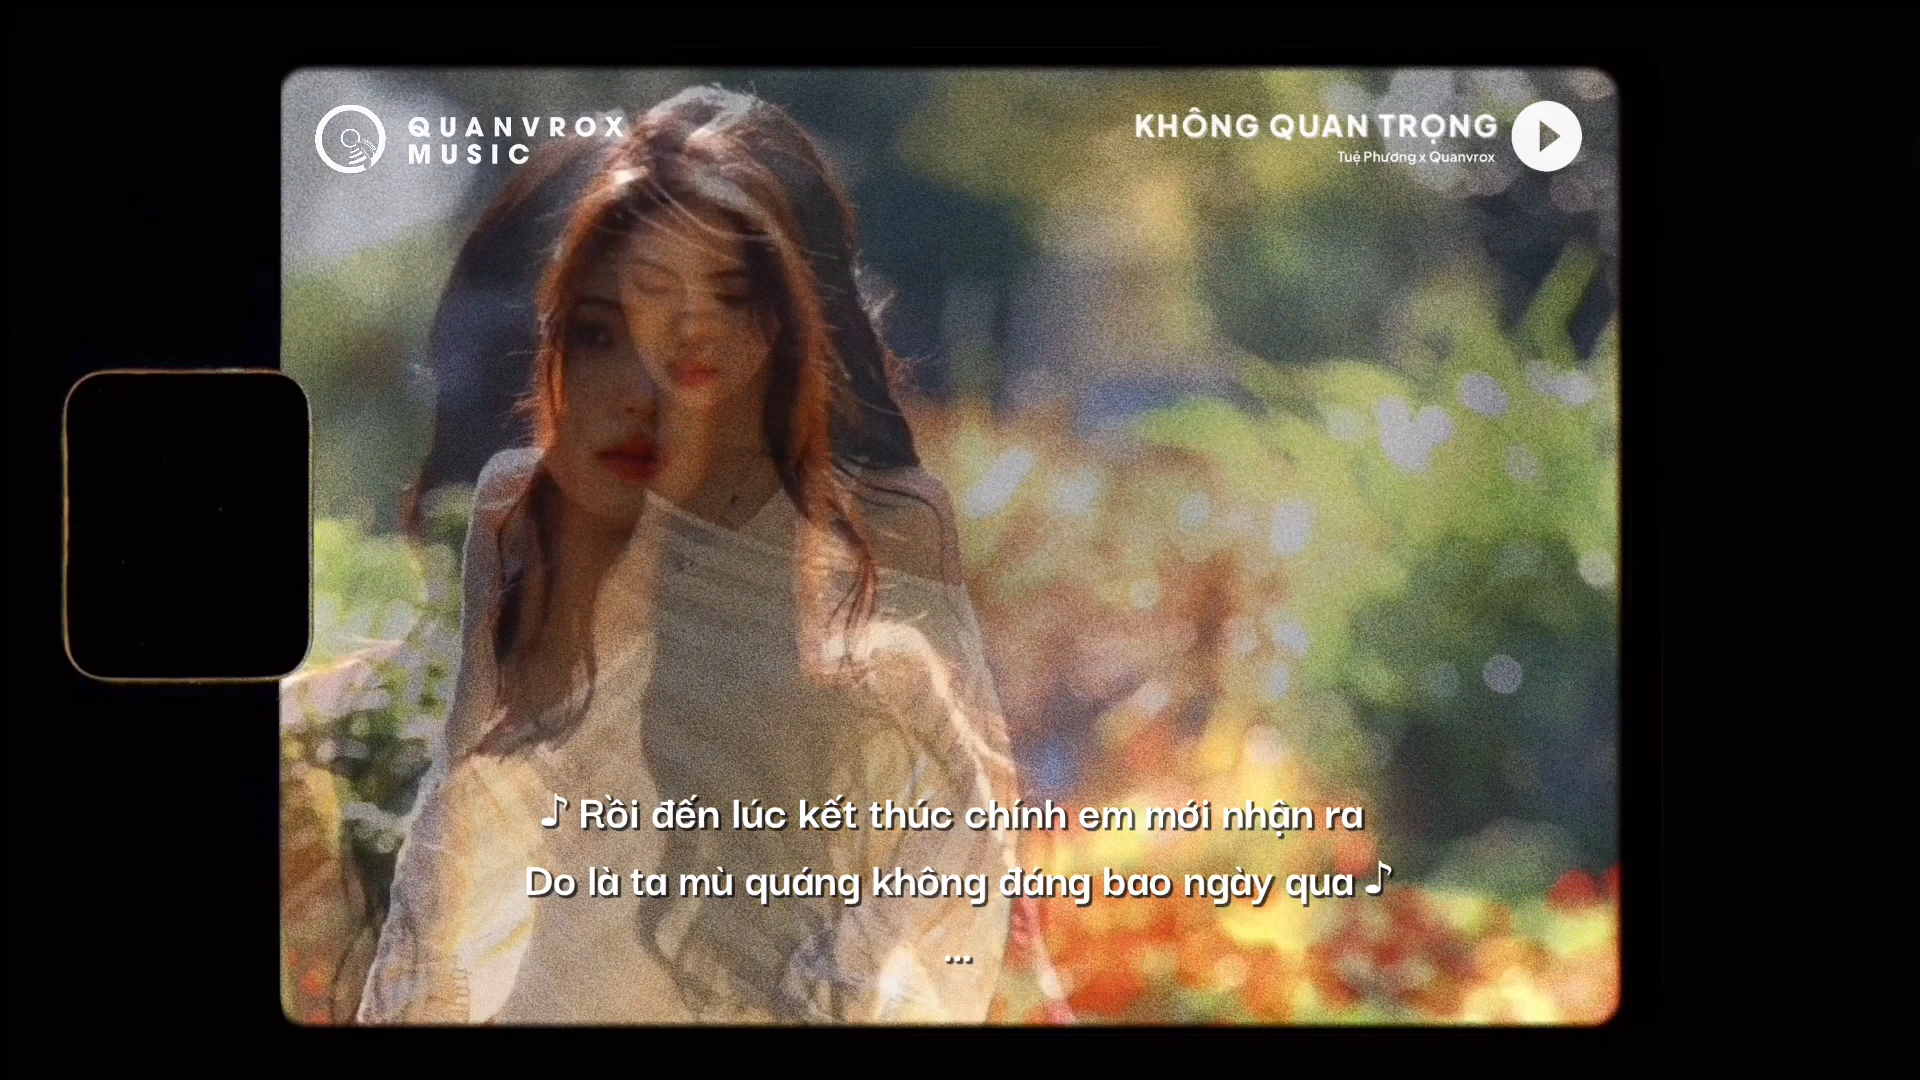 QUANVROX
MUSIC
KHÔNG QUAN TRỌNG
Tuệ Phương x Quanvrox
♪ Rồi đến lúc kết thúc chính em mới nhận ra
Do là ta mù quáng không đáng bao ngày qua ♪
...